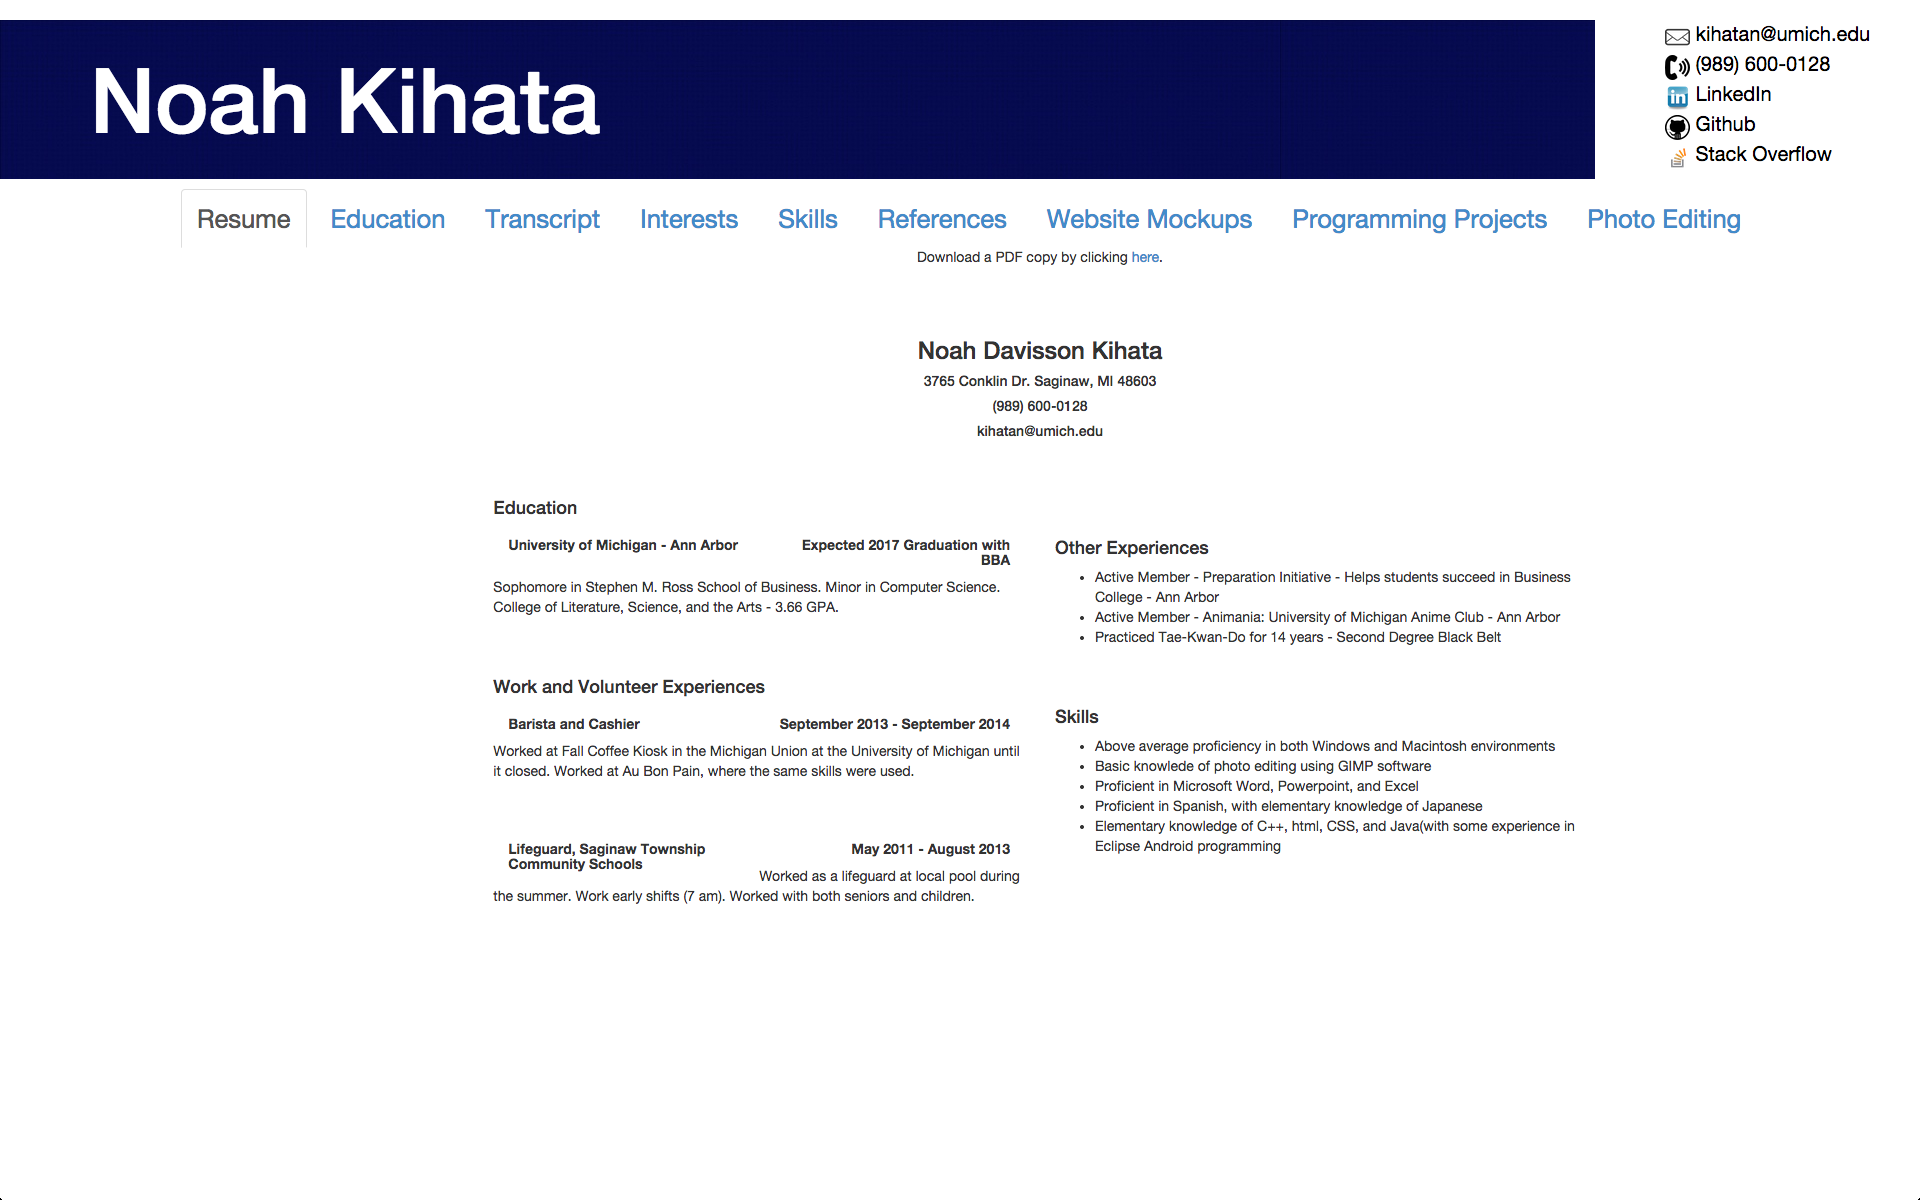 Noah Kihata
kihatan@umich.edu
(989) 600-0128
LinkedIn
Github
Stack Overflow
Resume Education Transcript Interests Skills References Website Mockups Programming Projects Photo Editing
Download a PDF copy by clicking here.
Noah Davisson Kihata
3765 Conklin Dr. Saginaw, MI 48603
(989) 600-0128
kihatan@umich.edu
Education
University of Michigan - Ann Arbor Expected 2017 Graduation with
BBA
Sophomore in Stephen M. Ross School of Business. Minor in Computer Science.
College of Literature, Science, and the Arts - 3.66 GPA.
Work and Volunteer Experiences
Barista and Cashier September 2013 - September 2014
Worked at Fall Coffee Kiosk in the Michigan Union at the University of Michigan until
it closed. Worked at Au Bon Pain, where the same skills were used.
Lifeguard, Saginaw Township May 2011 - August 2013
Community Schools
Worked as a lifeguard at local pool during
the summer. Work early shifts (7 am). Worked with both seniors and children.
Other Experiences
• Active Member - Preparation Initiative - Helps students succeed in Business
College - Ann Arbor
• Active Member - Animania: University of Michigan Anime Club - Ann Arbor
• Practiced Tae-Kwan-Do for 14 years - Second Degree Black Belt
Skills
• Above average proficiency in both Windows and Macintosh environments
• Basic knowlede of photo editing using GIMP software
• Proficient in Microsoft Word, Powerpoint, and Excel
• Proficient in Spanish, with elementary knowledge of Japanese
• Elementary knowledge of C++, html, CSS, and Java(with some experience in
Eclipse Android programming